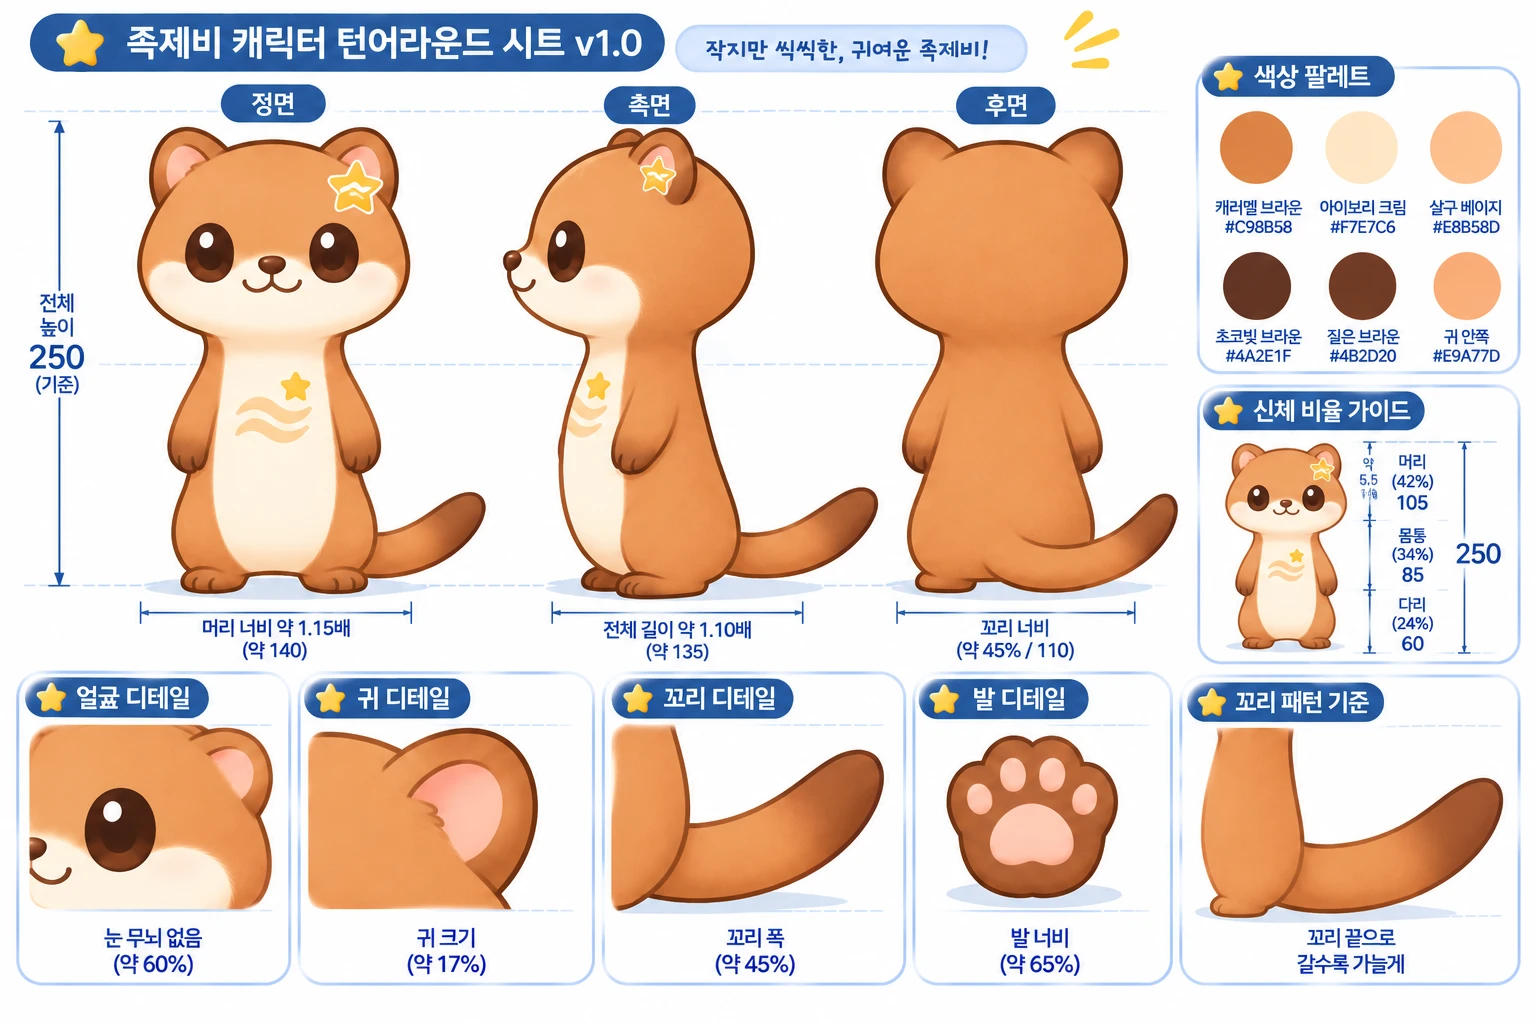 족제비 캐릭터 턴어라운드 시트 v1.0
작지만 씩씩한, 귀여운 족제비!
정면
측면
후면
전체
높이
250
(기준)
머리 너비 약 1.15배
(약 140)
전체 길이 약 1.10배
(약 135)
꼬리 너비
(약 45% / 110)
색상 팔레트
캐러멜 브라운
#C98B58
아이보리 크림
#F7E7C6
살구 베이지
#E8B58D
초코빛 브라운
#4A2E1F
질은 브라운
#4B2D20
귀 안쪽
#E9A77D
신체 비율 가이드
약
5.5
머리
(42%)
105
몸통
(34%)
85
다리
(24%)
60
250
얼굴 디테일
눈 무뇌 없음
(약 60%)
귀 디테일
귀 크기
(약 17%)
꼬리 디테일
꼬리 폭
(약 45%)
발 디테일
발 너비
(약 65%)
꼬리 패턴 기준
꼬리 끝으로
갈수록 가늘게